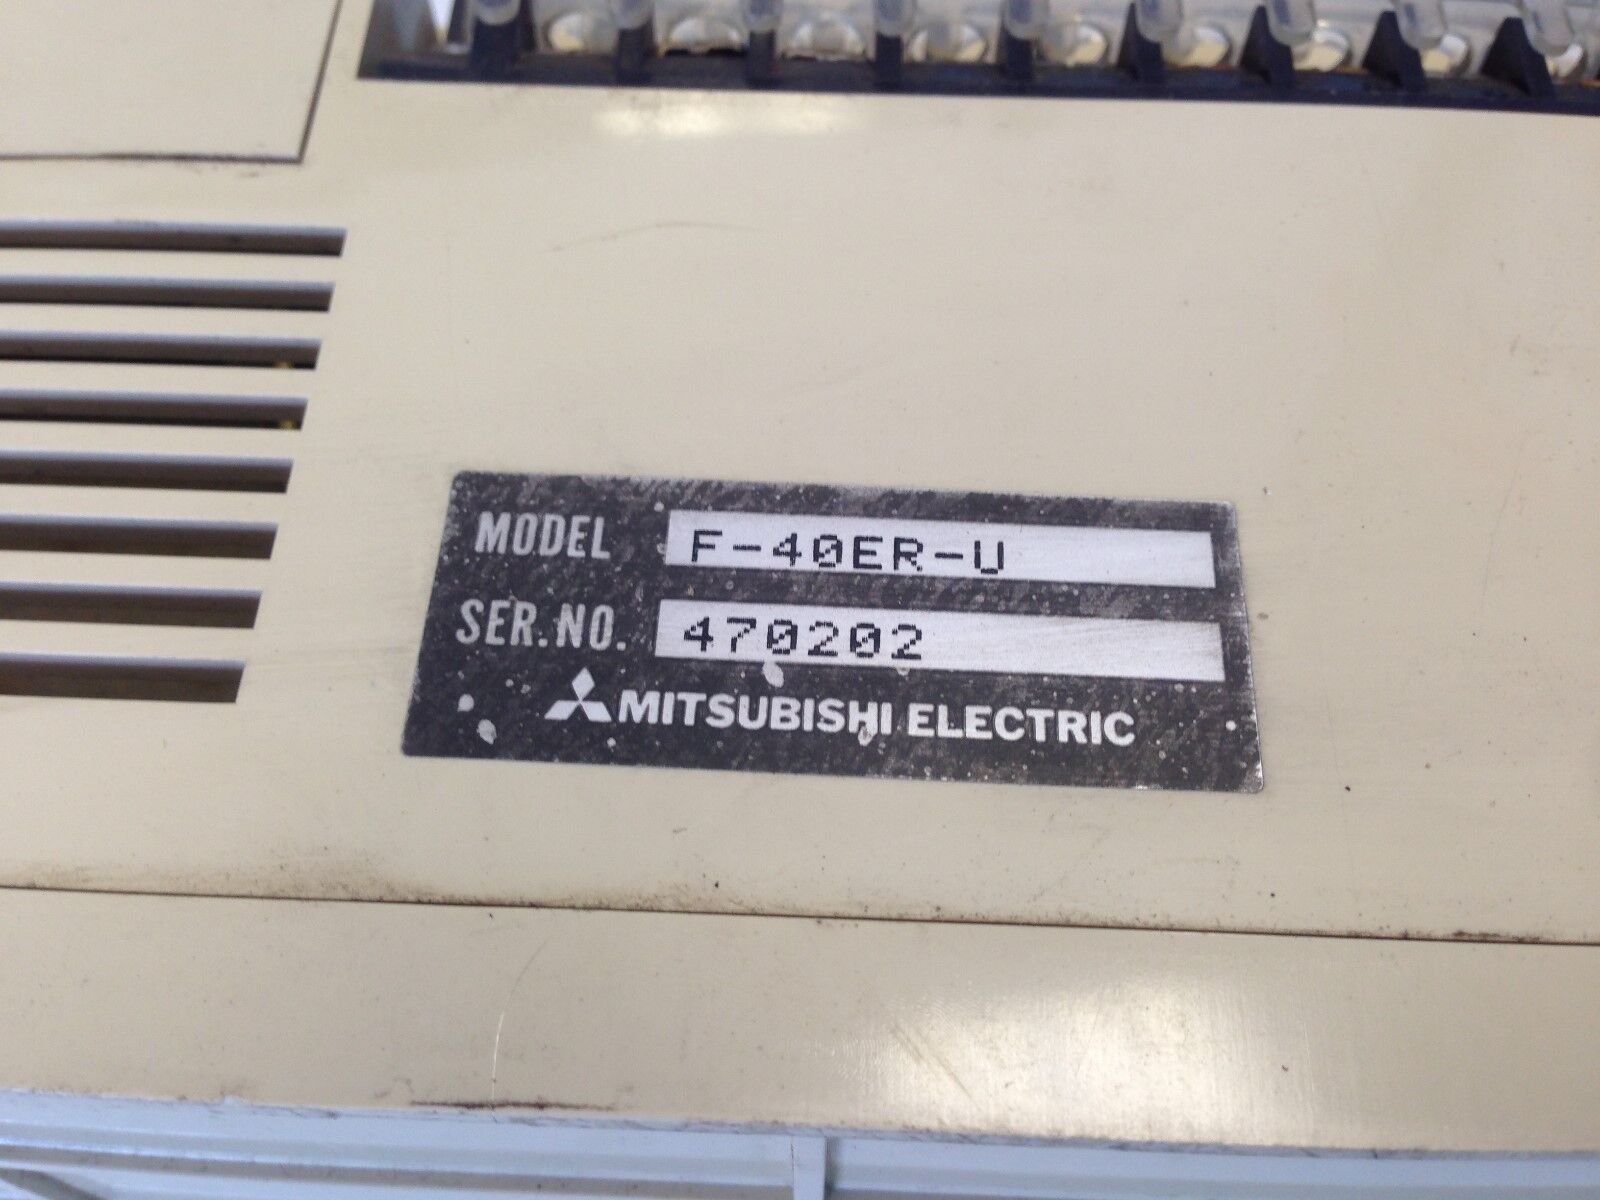 MODEL F-40ER-U
SER.NO. 470202
MITSUBISHI ELECTRIC